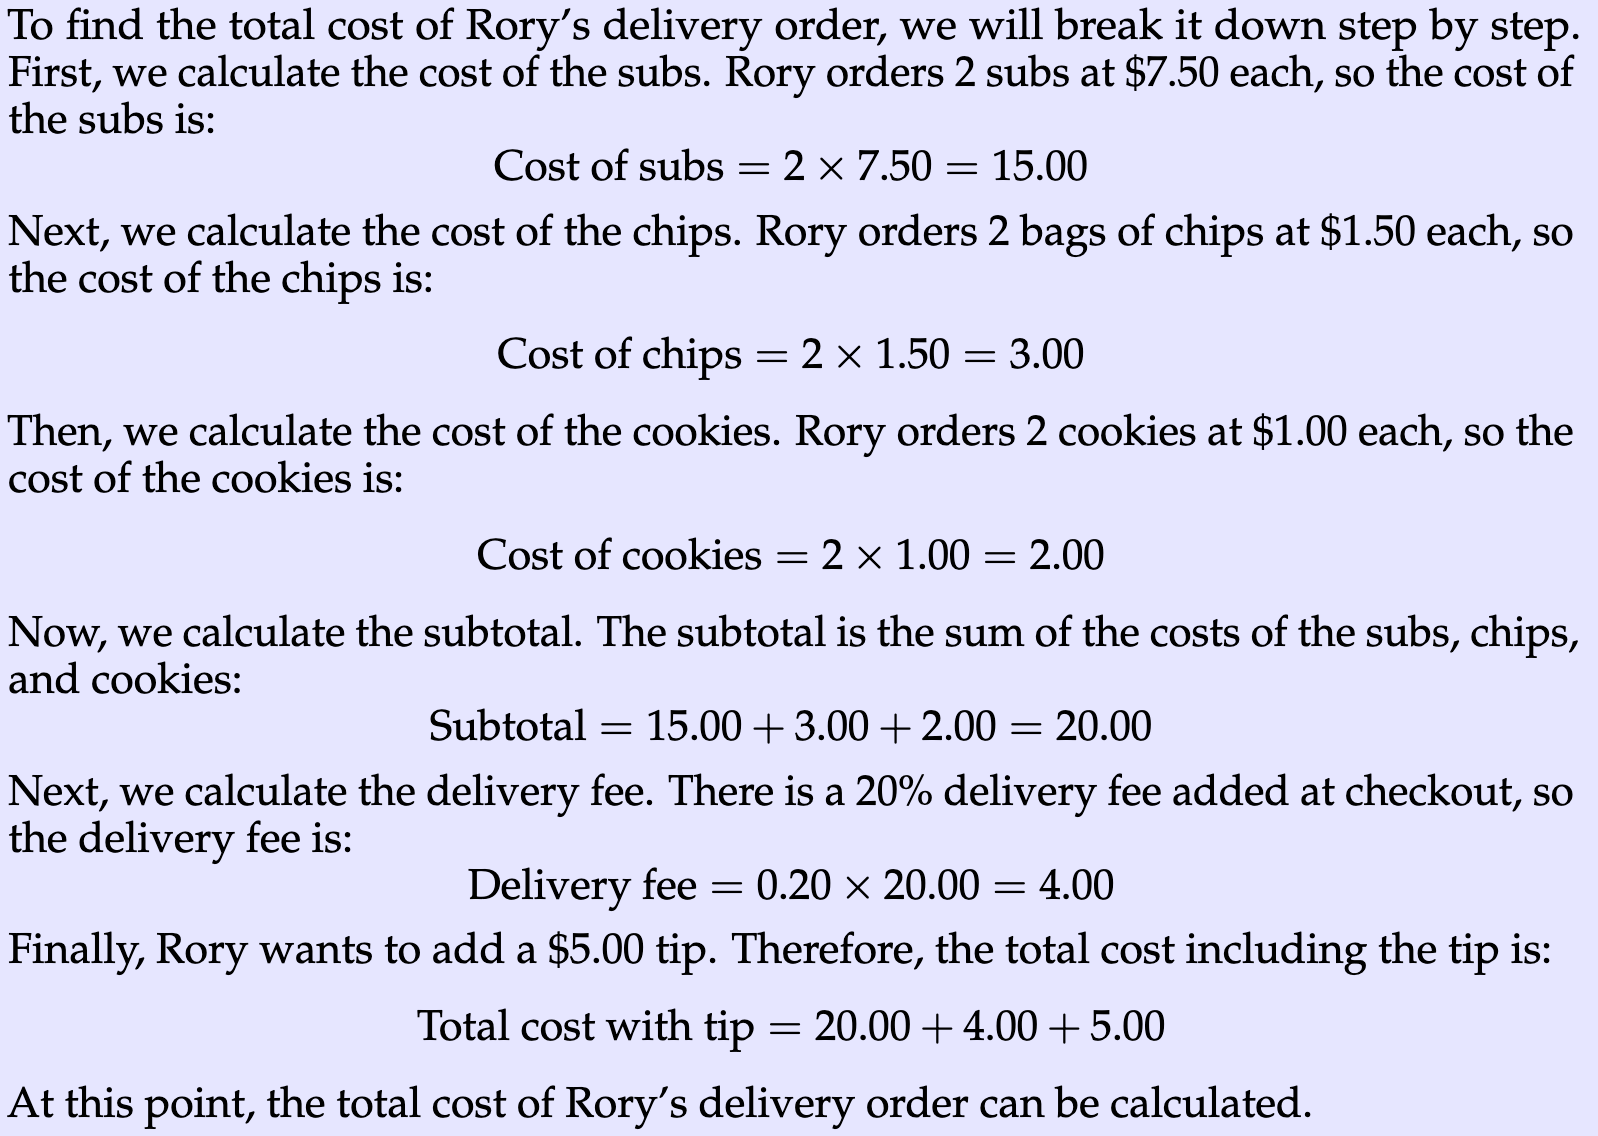 To find the total cost of Rory’s delivery order, we will break it down step by step.
First, we calculate the cost of the subs. Rory orders 2 subs at $7.50 each, so the cost of
the subs is:
Cost of subs = 2 × 7.50 = 15.00
Next, we calculate the cost of the chips. Rory orders 2 bags of chips at $1.50 each, so
the cost of the chips is:
Cost of chips = 2 × 1.50 = 3.00
Then, we calculate the cost of the cookies. Rory orders 2 cookies at $1.00 each, so the
cost of the cookies is:
Cost of cookies = 2 × 1.00 = 2.00
Now, we calculate the subtotal. The subtotal is the sum of the costs of the subs, chips,
and cookies:
Subtotal = 15.00 + 3.00 + 2.00 = 20.00
Next, we calculate the delivery fee. There is a 20% delivery fee added at checkout, so
the delivery fee is:
Delivery fee = 0.20 × 20.00 = 4.00
Finally, Rory wants to add a $5.00 tip. Therefore, the total cost including the tip is:
Total cost with tip = 20.00 + 4.00 + 5.00
At this point, the total cost of Rory’s delivery order can be calculated.